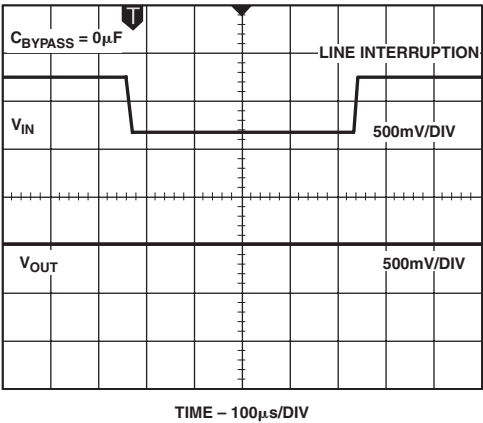 T
C_BYPASS = 0μF
LINE INTERRUPTION
V_IN
500mV/DIV
V_OUT
500mV/DIV
TIME – 100μs/DIV